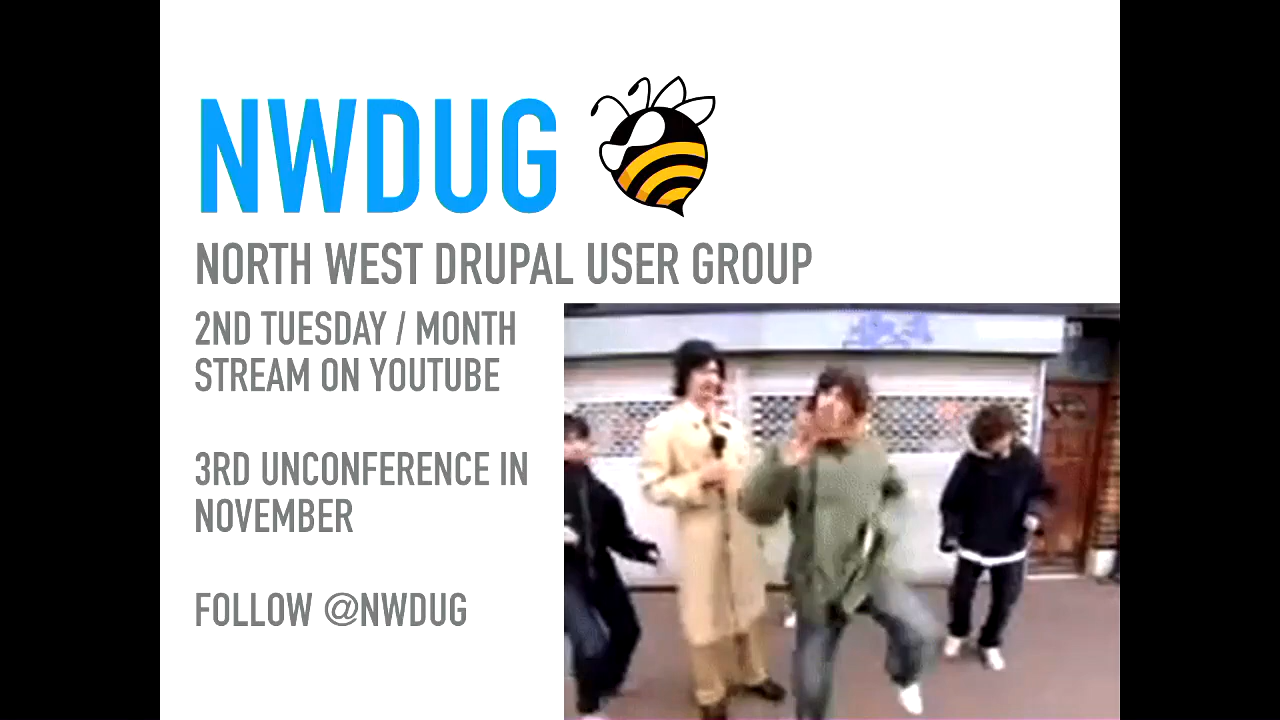 NWDUG
NORTH WEST DRUPAL USER GROUP
2ND TUESDAY / MONTH
STREAM ON YOUTUBE
3RD UNCONFERENCE IN
NOVEMBER
FOLLOW @NWDUG